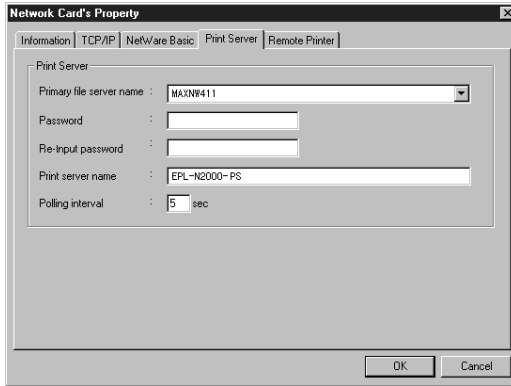 Network Card's Property
Information TCP/IP NetWare Basic Print Server Remote Printer
Print Server
Primary file server name : MAXNW411
Password :
Re-Input password :
Print server name : EPL-N2000-PS
Polling interval : 5 sec
OK Cancel